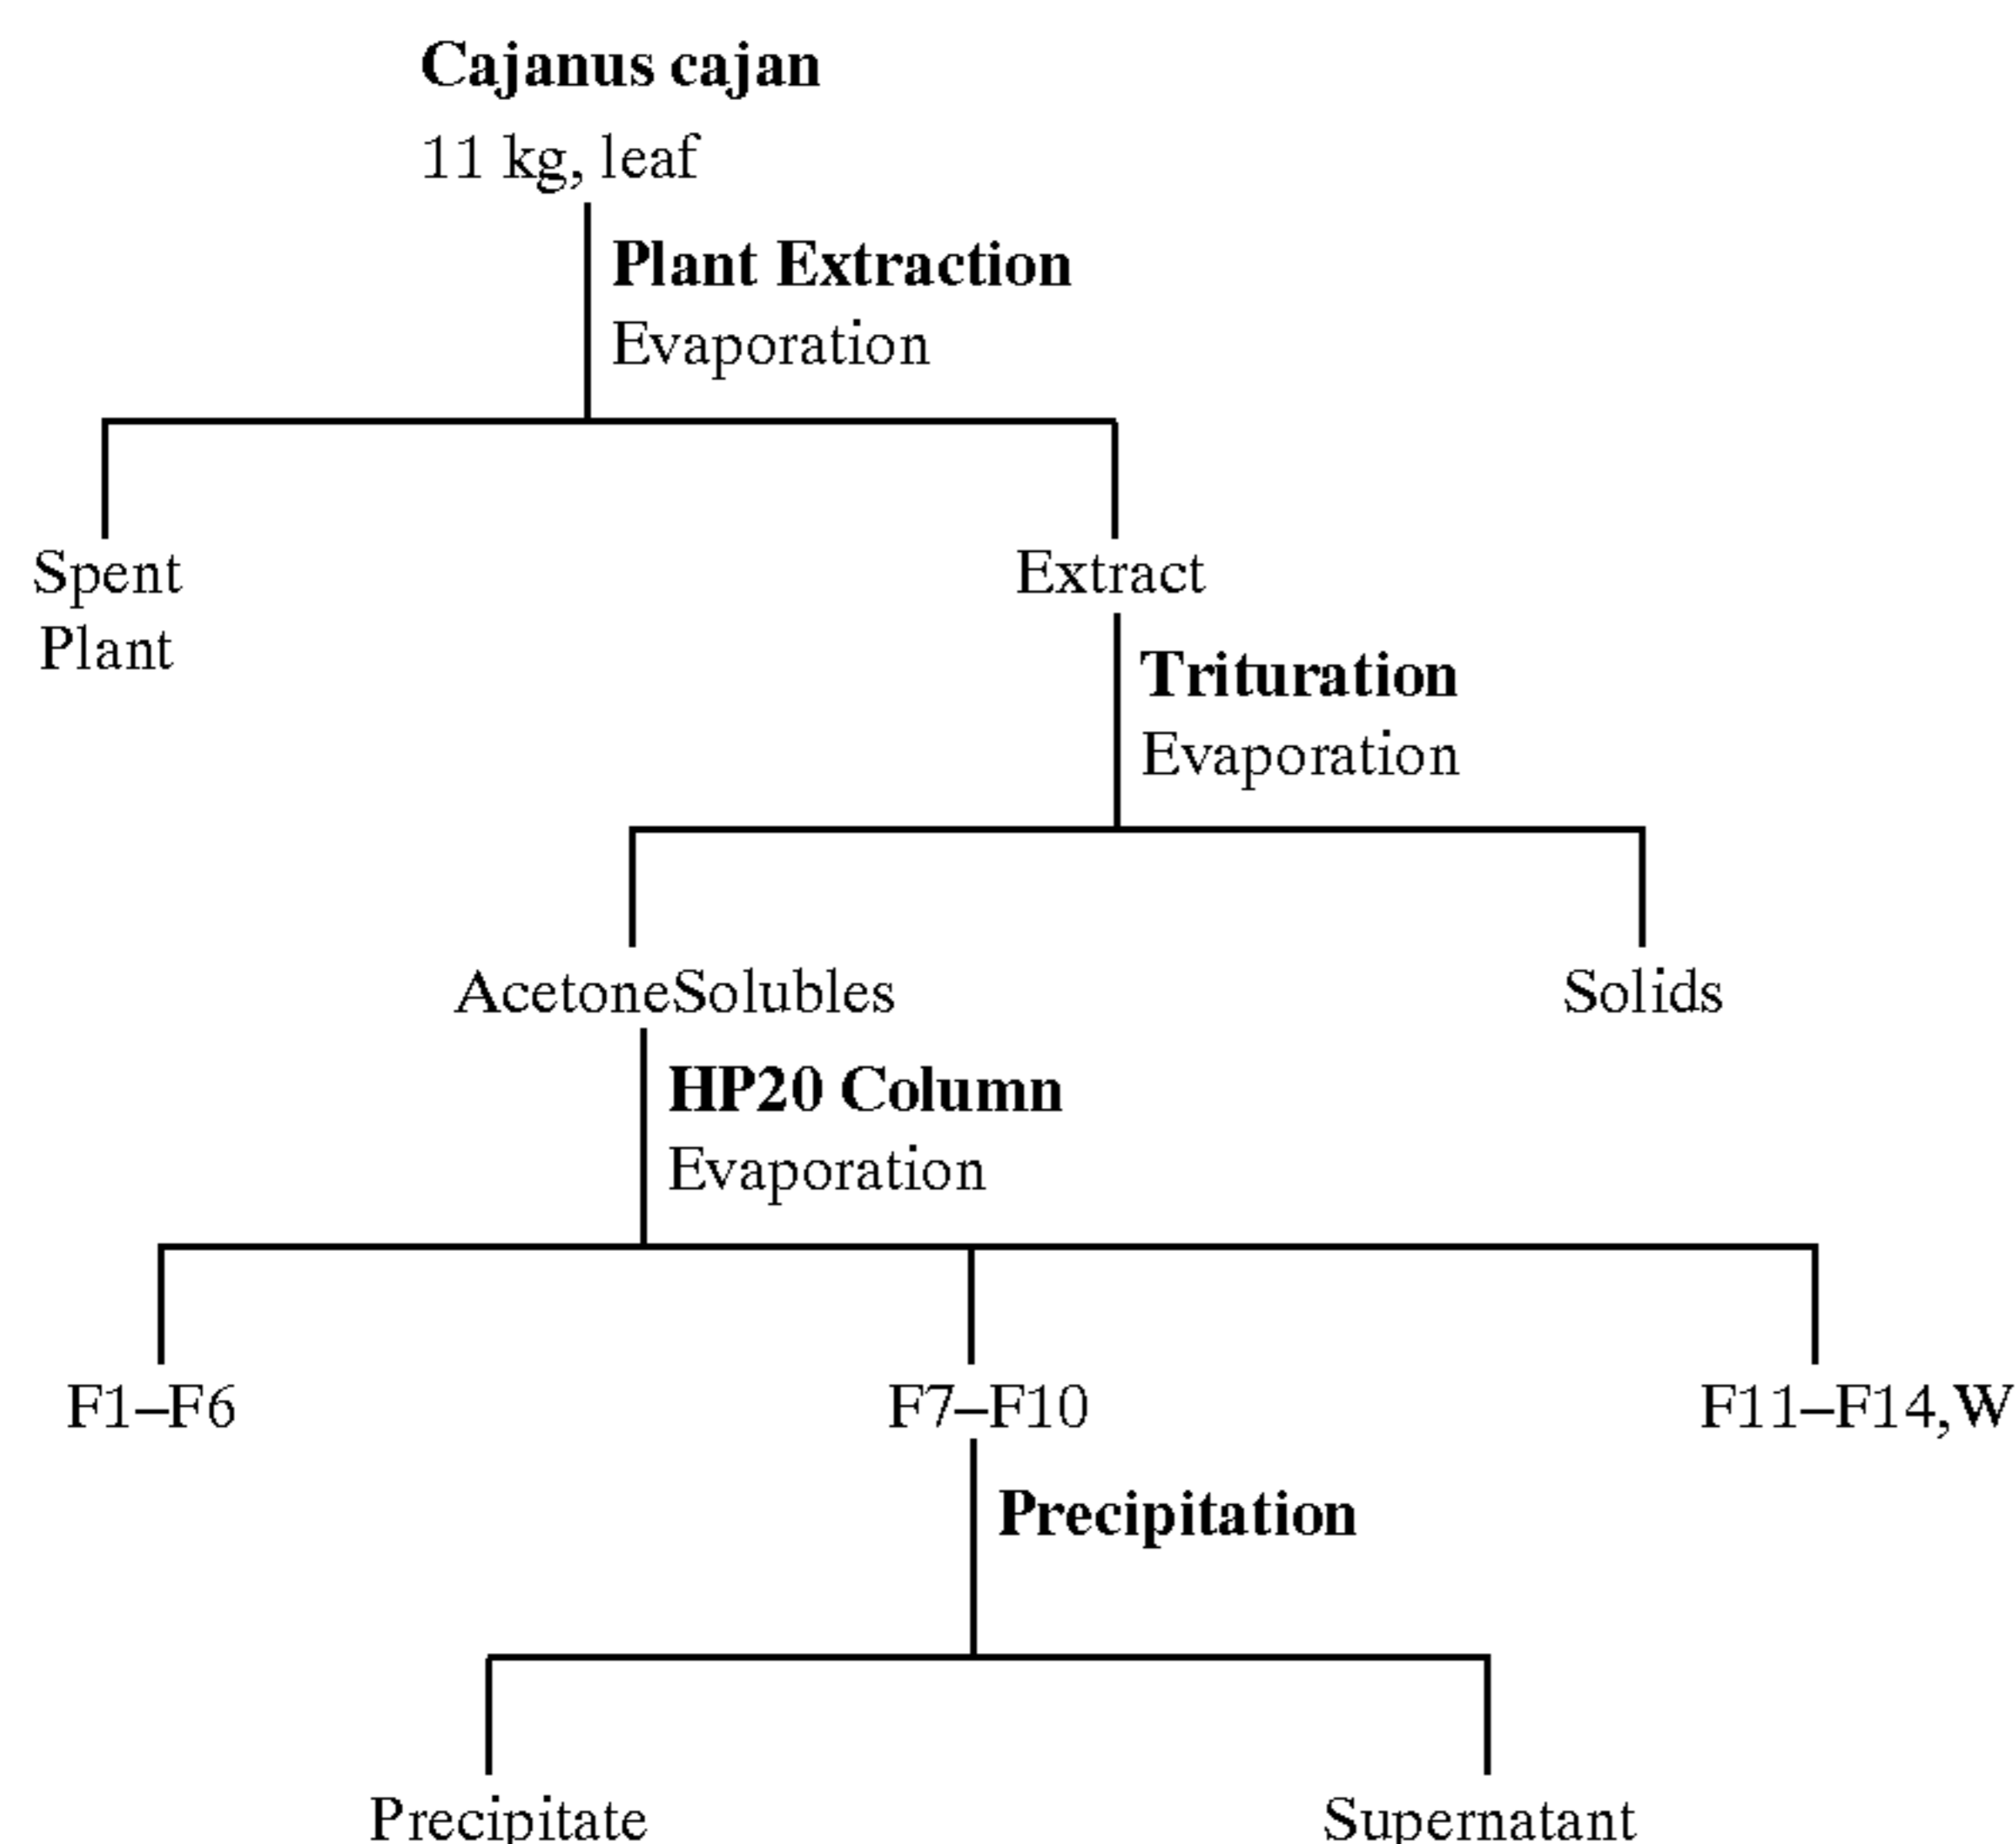 Cajanus cajan
11 kg, leaf
Plant Extraction
Evaporation
Spent
Plant
Extract
Trituration
Evaporation
AcetoneSolubles
Solids
HP20 Column
Evaporation
F1–F6
F7–F10
F11–F14,W
Precipitation
Precipitate
Supernatant